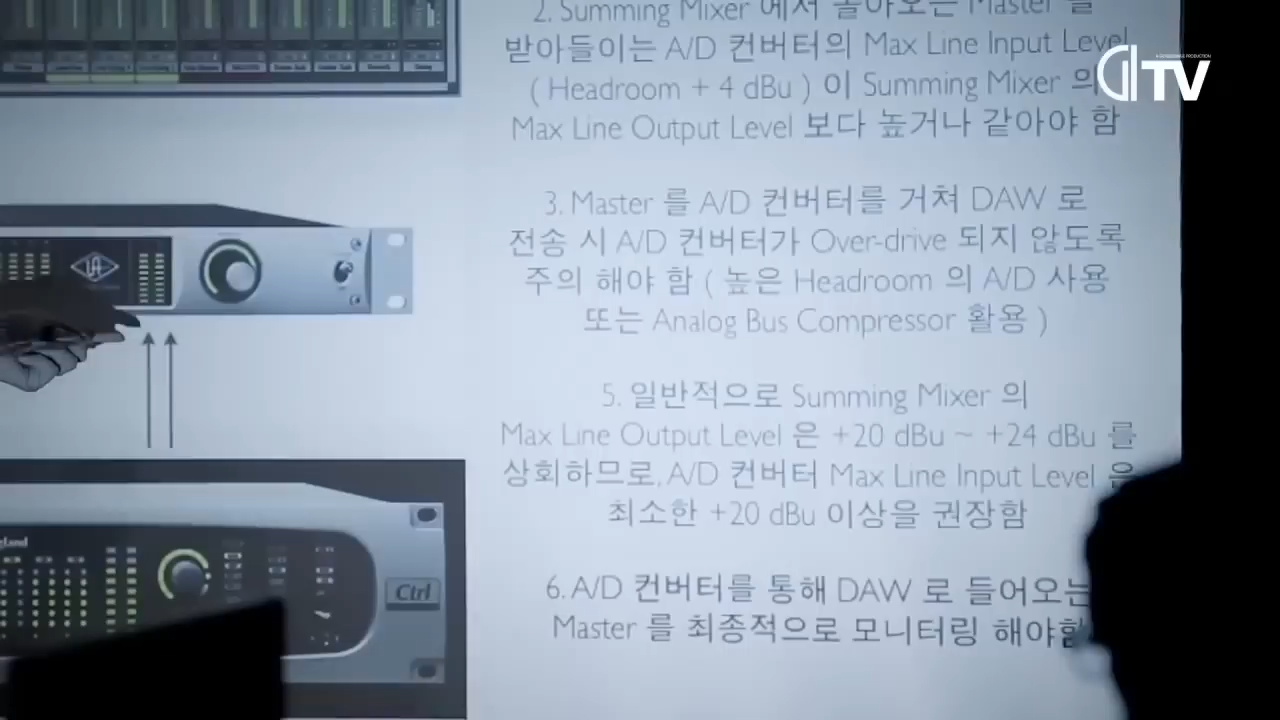 2. Summing Mixer 에서 돌아오는 Master 를
받아들이는 A/D 컨버터의 Max Line Input Level
( Headroom + 4 dBu ) 이 Summing Mixer 의
Max Line Output Level 보다 높거나 같아야 함
3. Master 를 A/D 컨버터를 거쳐 DAW 로
전송 시 A/D 컨버터가 Over-drive 되지 않도록
주의 해야 함 ( 높은 Headroom 의 A/D 사용
또는 Analog Bus Compressor 활용 )
5. 일반적으로 Summing Mixer 의
Max Line Output Level 은 +20 dBu ~ +24 dBu 를
상회하므로, A/D 컨버터 Max Line Input Level 은
최소한 +20 dBu 이상을 권장함
6. A/D 컨버터를 통해 DAW 로 들어오는
Master 를 최종적으로 모니터링 해야함
Ctrl
TV